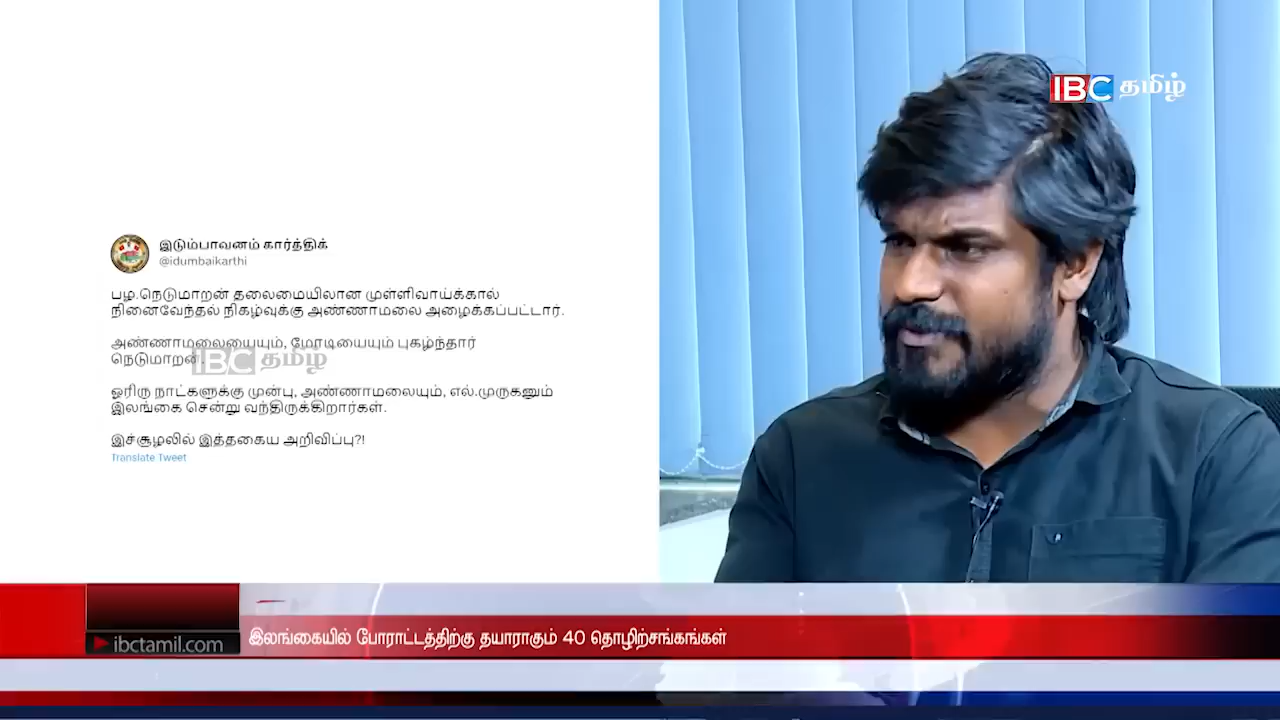 IBC தமிழ்
இடும்பாவனம் கார்த்திக்
@idumbaikarthi
பழ.நெடுமாறன் தலைமையிலான முள்ளிவாய்க்கால்
நினைவேந்தல் நிகழ்வுக்கு அண்ணாமலை அழைக்கப்பட்டார்.
அண்ணாமலையையும், மோடியையும் புகழ்ந்தார்
நெடுமாறன்.
IBC தமிழ்
ஓரிரு நாட்களுக்கு முன்பு, அண்ணாமலையும், எல்.முருகனும்
இலங்கை சென்று வந்திருக்கிறார்கள்.
இச்சூழலில் இத்தகைய அறிவிப்பு?!
Translate Tweet
ibctamil.com
இலங்கையில் போராட்டத்திற்கு தயாராகும் 40 தொழிற்சங்கங்கள்